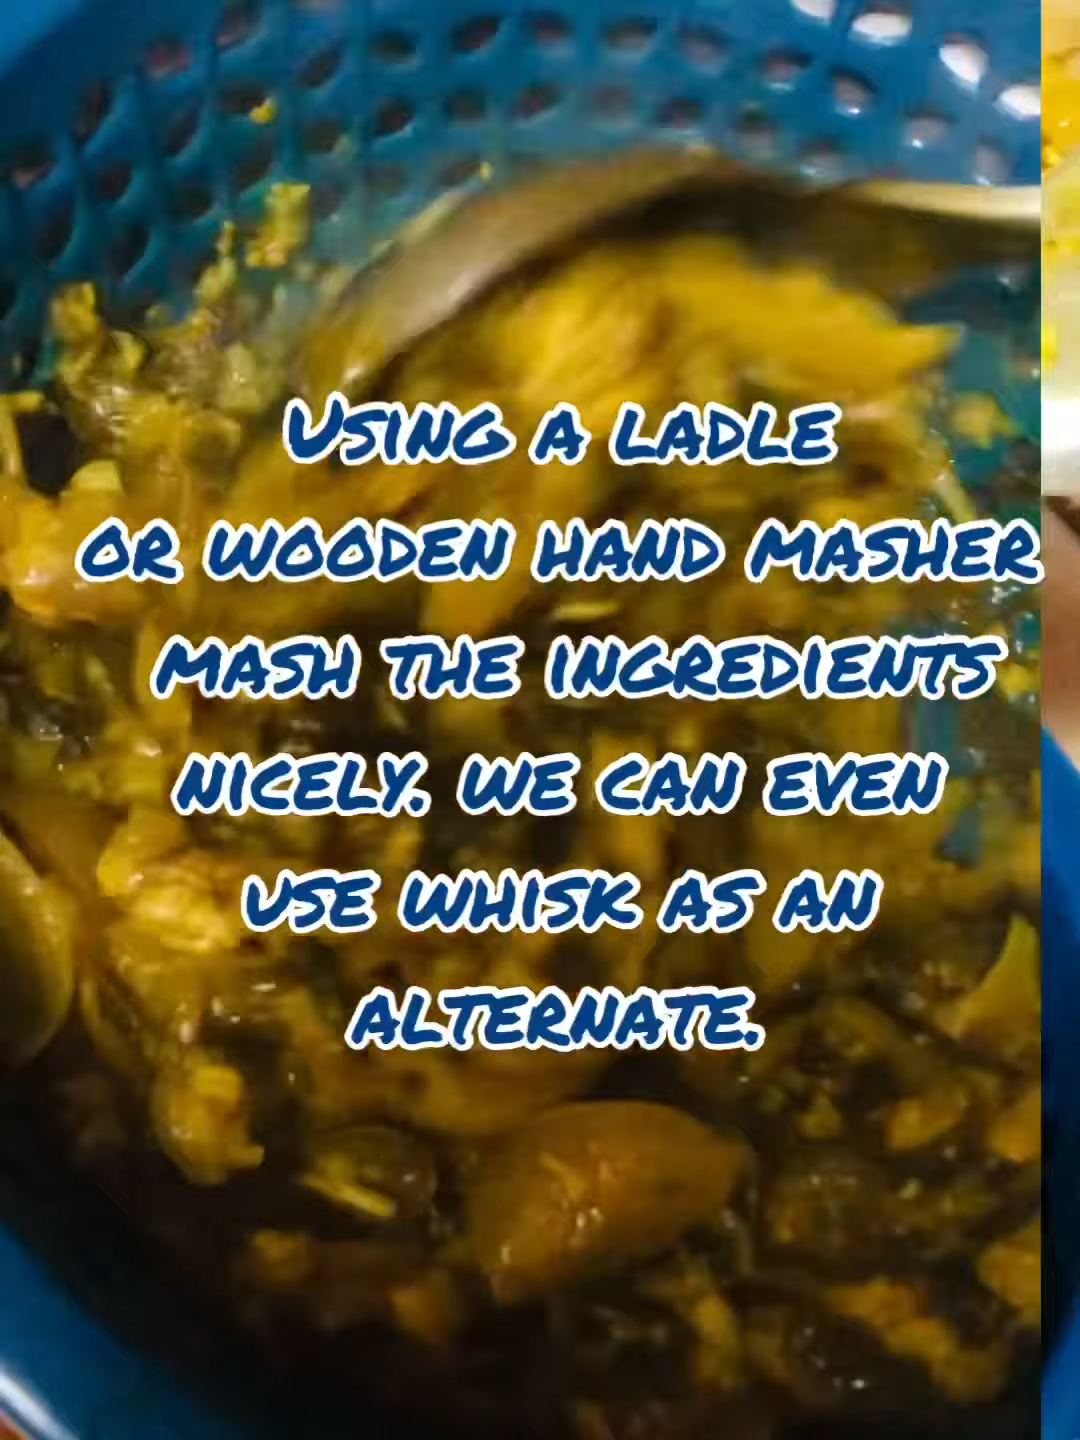 Using a ladle
or wooden hand masher
mash the ingredients
nicely. we can even
use whisk as an
alternate.